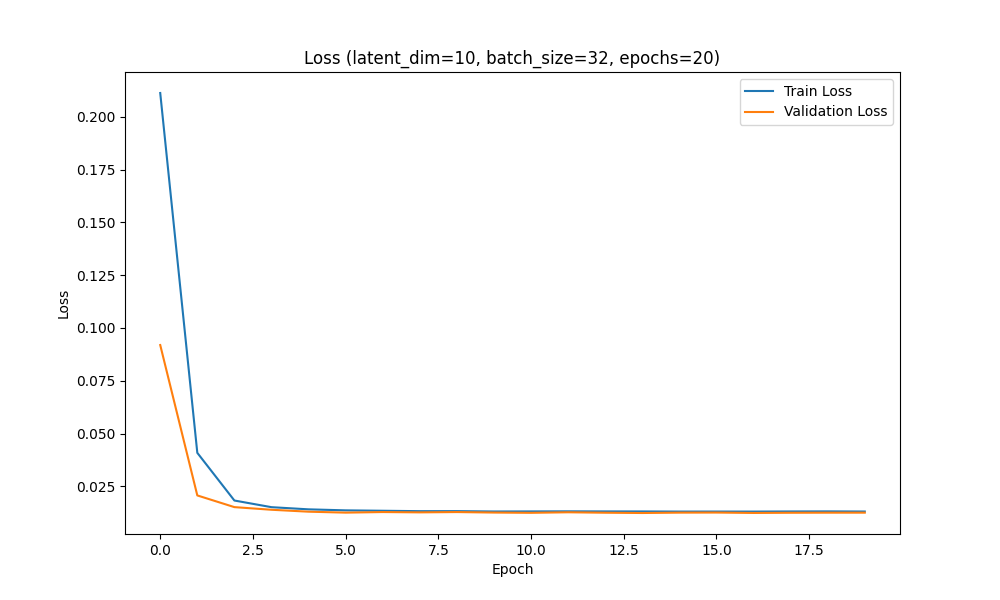 Loss (latent_dim=10, batch_size=32, epochs=20)
Train Loss
Validation Loss
0.200
0.175
0.150
0.125
0.100
0.075
0.050
0.025
Loss
0.0 2.5 5.0 7.5 10.0 12.5 15.0 17.5
Epoch